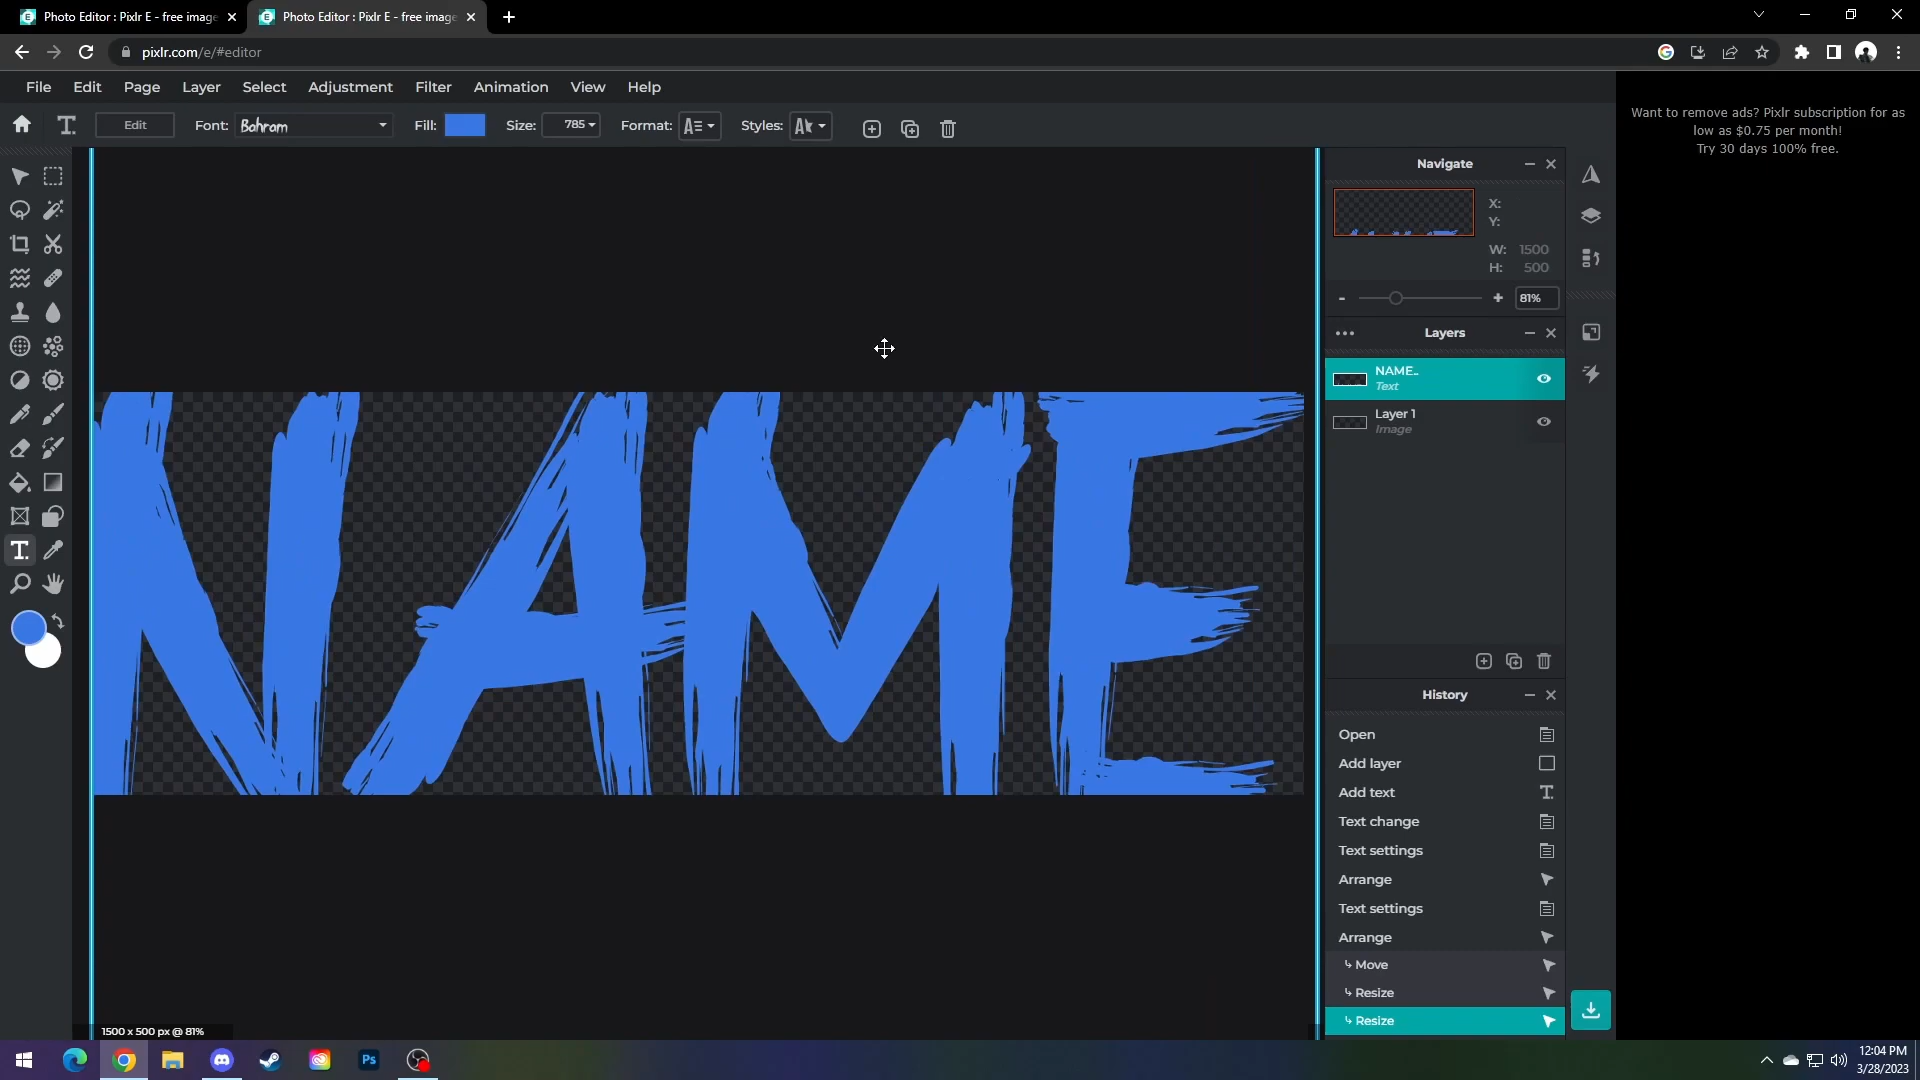 Photo Editor : Pixlr E - free image
Photo Editor : Pixlr E - free image
pixlr.com/e/#editor
File Edit Page Layer Select Adjustment Filter Animation View Help
Edit Font: Bahram Fill: Size: 785 Format: Styles:
Want to remove ads? Pixlr subscription for as
low as $0.75 per month!
Try 30 days 100% free.
Navigate
X:
Y:
W: 1500
H: 500
- + 81%
Layers
NAME_
Text
Layer 1
Image
NAME
History
Open
Add layer
Add text
Text change
Text settings
Arrange
Text settings
Arrange
Move
Resize
Resize
1500 x 500 px @ 81%
Ps
12:04 PM
3/28/2023